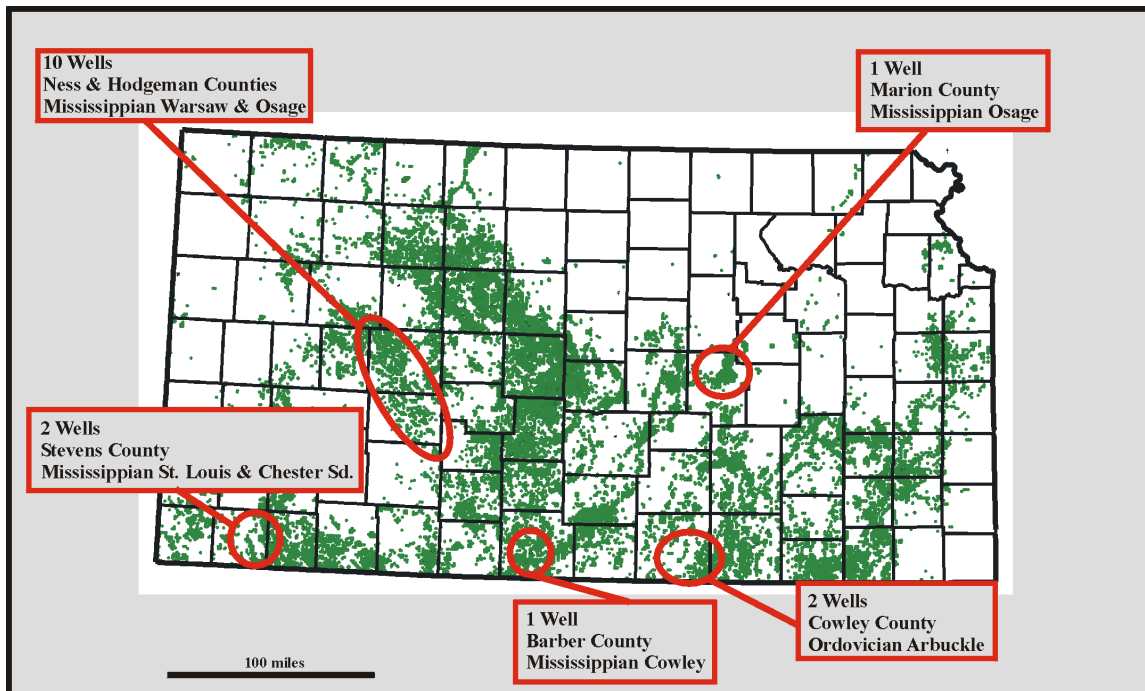 10 Wells
Ness & Hodgeman Counties
Mississippian Warsaw & Osage
1 Well
Marion County
Mississippian Osage
2 Wells
Stevens County
Mississippian St. Louis & Chester Sd.
1 Well
Barber County
Mississippian Cowley
2 Wells
Cowley County
Ordovician Arbuckle
100 miles